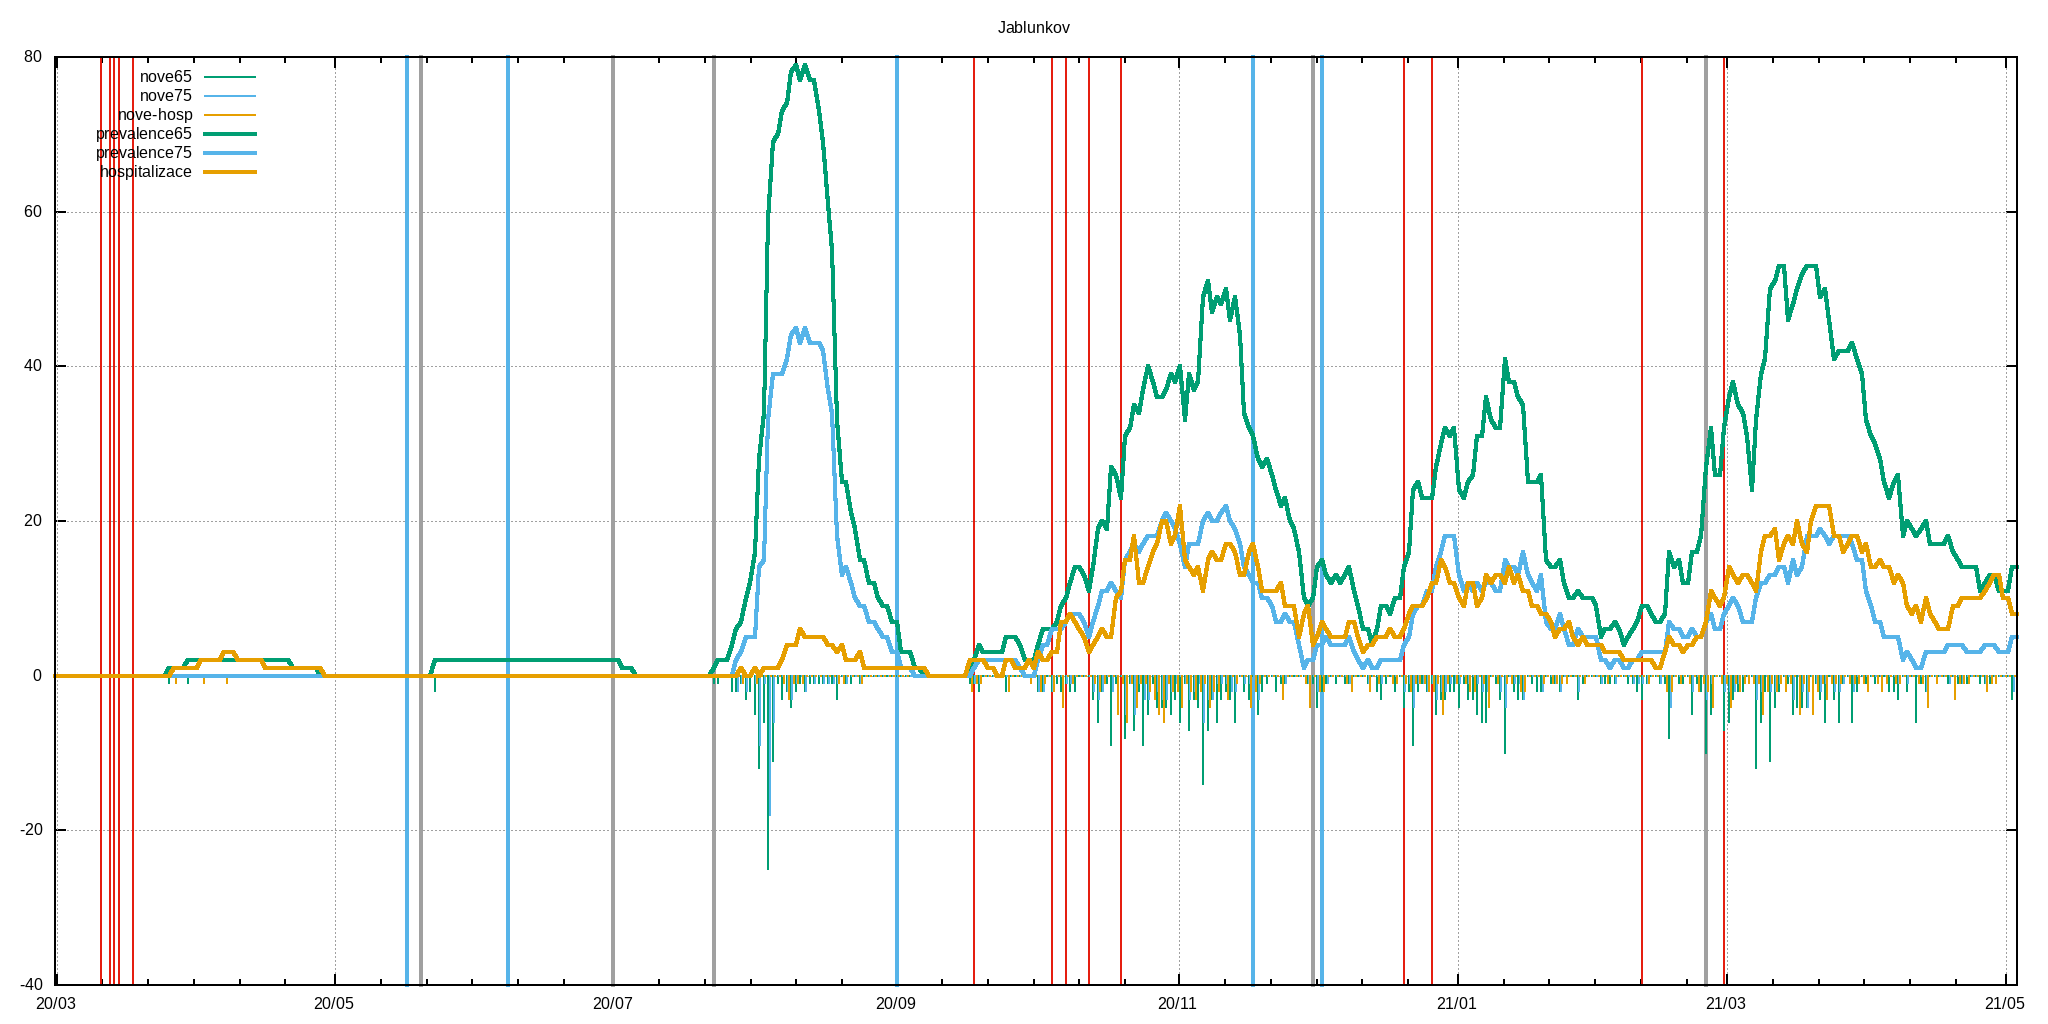 Jablunkov
80
60
40
20
0
-20
-40
nove65
nove75
nove-hosp
prevalence65
prevalence75
hospitalizace
20/03
20/05
20/07
20/09
20/11
21/01
21/03
21/05